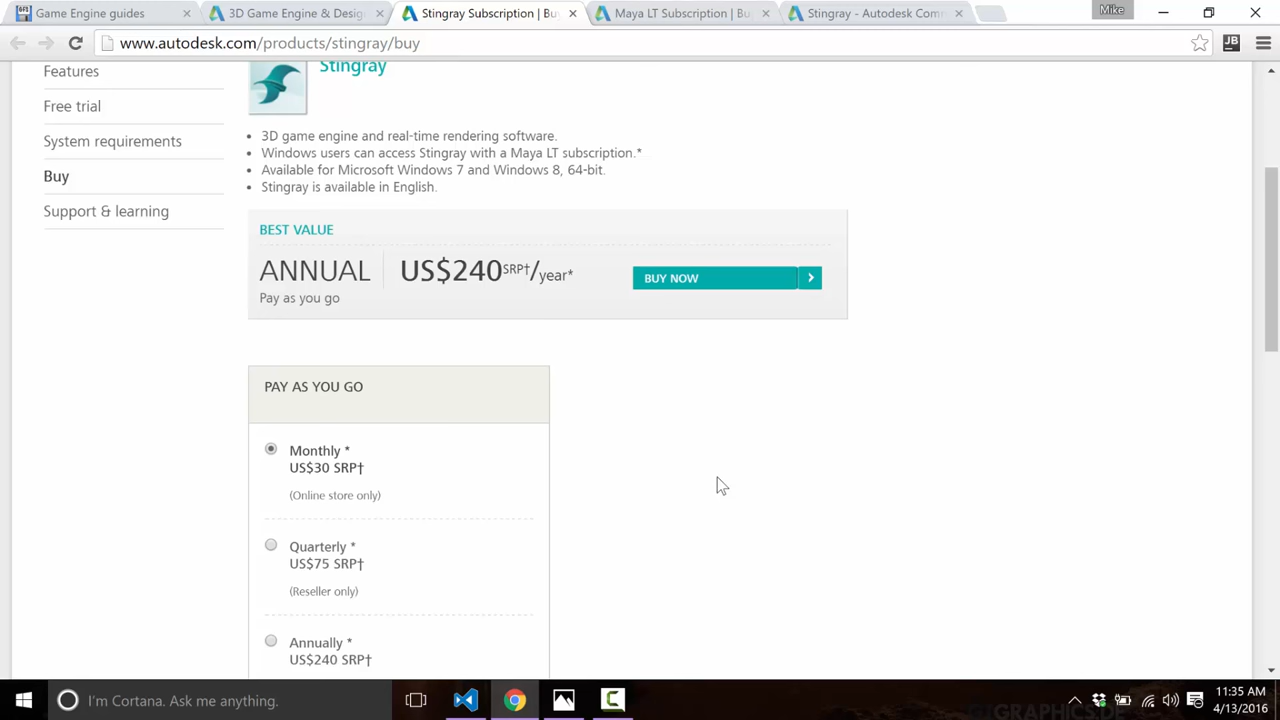 Engine Engine guides
3D Game Engine & Desig
Stingray Subscription | Buy
Maya LT Subscription | Bu
Stingray - Autodesk Com
Mike
www.autodesk.com/products/stingray/buy
JB
Features
Free trial
System requirements
Buy
Support & learning
Stingray
• 3D game engine and real-time rendering software.
• Windows users can access Stingray with a Maya LT subscription.*
• Available for Microsoft Windows 7 and Windows 8, 64-bit.
• Stingray is available in English.
BEST VALUE
ANNUAL
US$240 SRP†/year*
Pay as you go
BUY NOW
PAY AS YOU GO
Monthly *
US$30 SRP†
(Online store only)
Quarterly *
US$75 SRP†
(Reseller only)
Annually *
US$240 SRP†
I'm Cortana. Ask me anything.
11:35 AM
4/13/2016